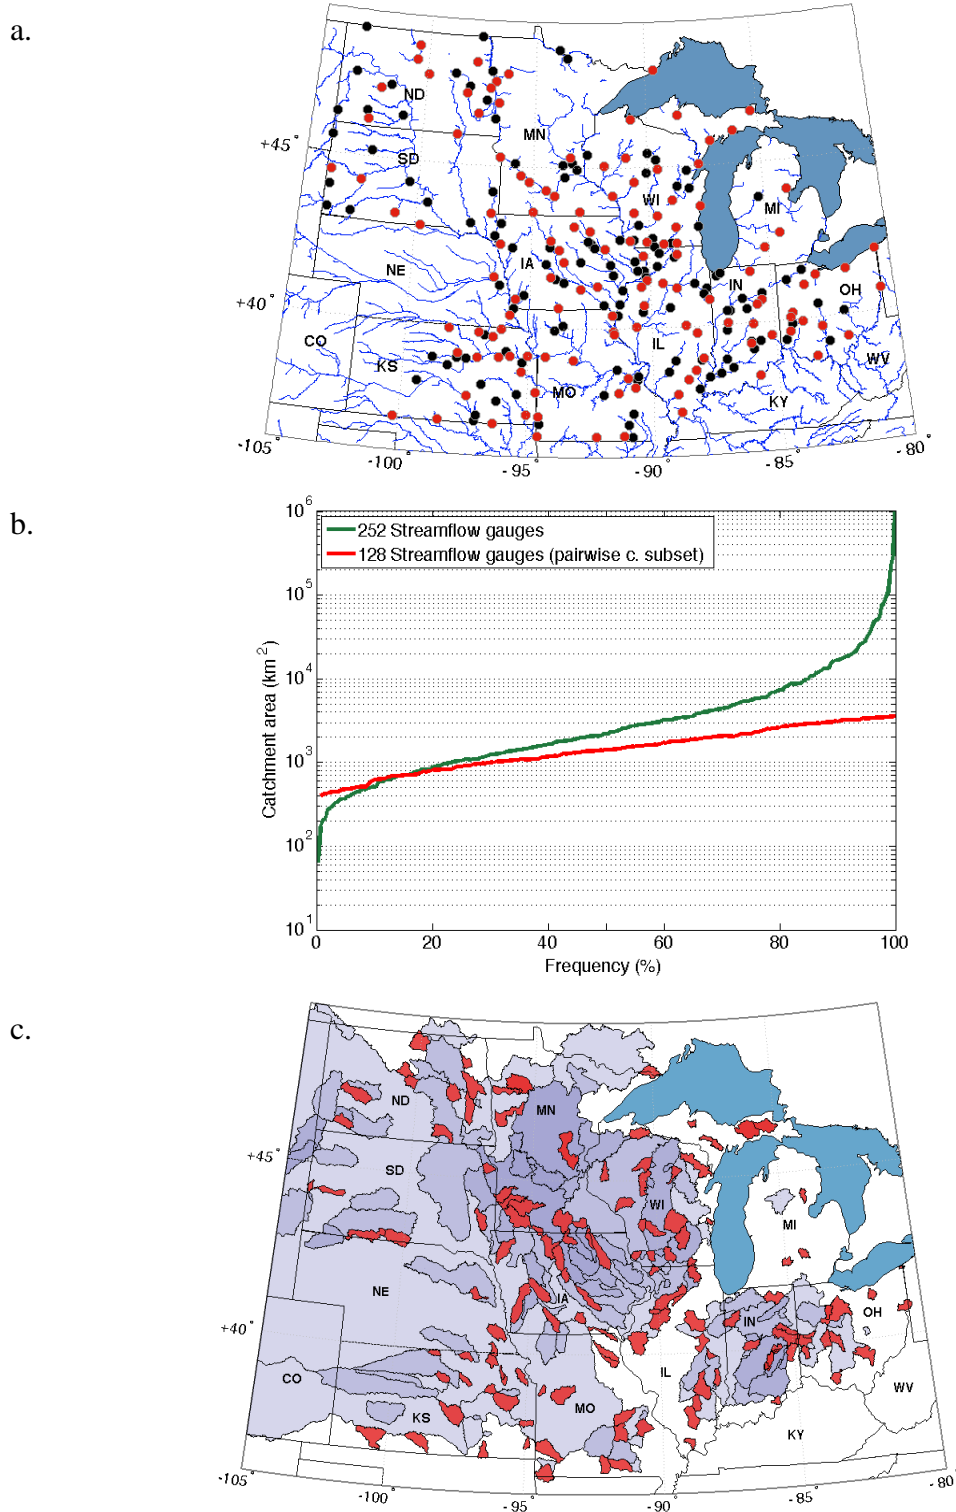 a.
ND
MN
+45°
SD
WI
MI
NE
IA
IN
OH
+40°
CO
IL
WV
KS
MO
KY
-105°
-100°
-95°
-90°
-85°
-80°
b.
10^6
252 Streamflow gauges
128 Streamflow gauges (pairwise c. subset)
10^5
10^4
10^3
10^2
10^1
Catchment area (km^2)
0 20 40 60 80 100
Frequency (%)
c.
ND
MN
+45°
SD
WI
MI
NE
IA
IN
OH
+40°
CO
IL
WV
KS
MO
KY
-105°
-100°
-95°
-90°
-85°
-80